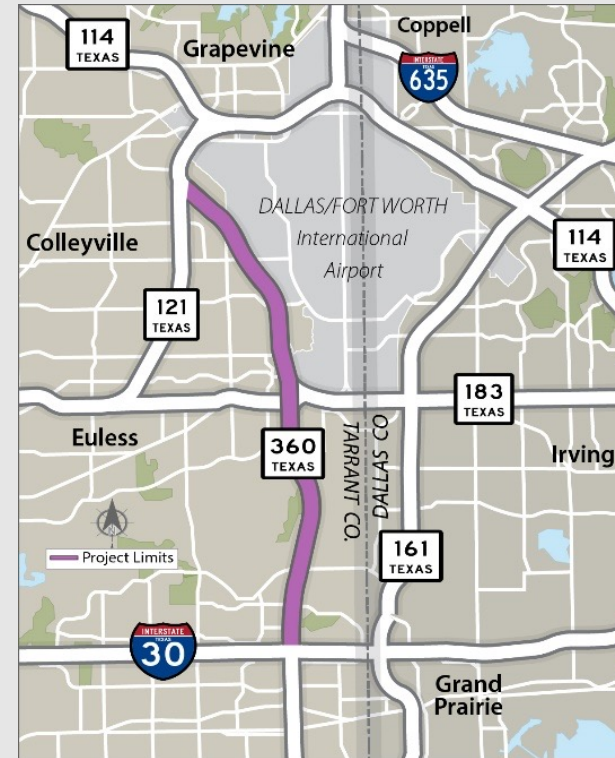 Coppell
114
TEXAS
Grapevine
INTERSTATE
TEXAS
635
DALLAS/FORT WORTH
International
Airport
Colleyville
114
TEXAS
121
TEXAS
183
TEXAS
Euless
360
TEXAS
TARRANT CO.
DALLAS CO
Irving
Project Limits
161
TEXAS
INTERSTATE
TEXAS
30
Grand
Prairie